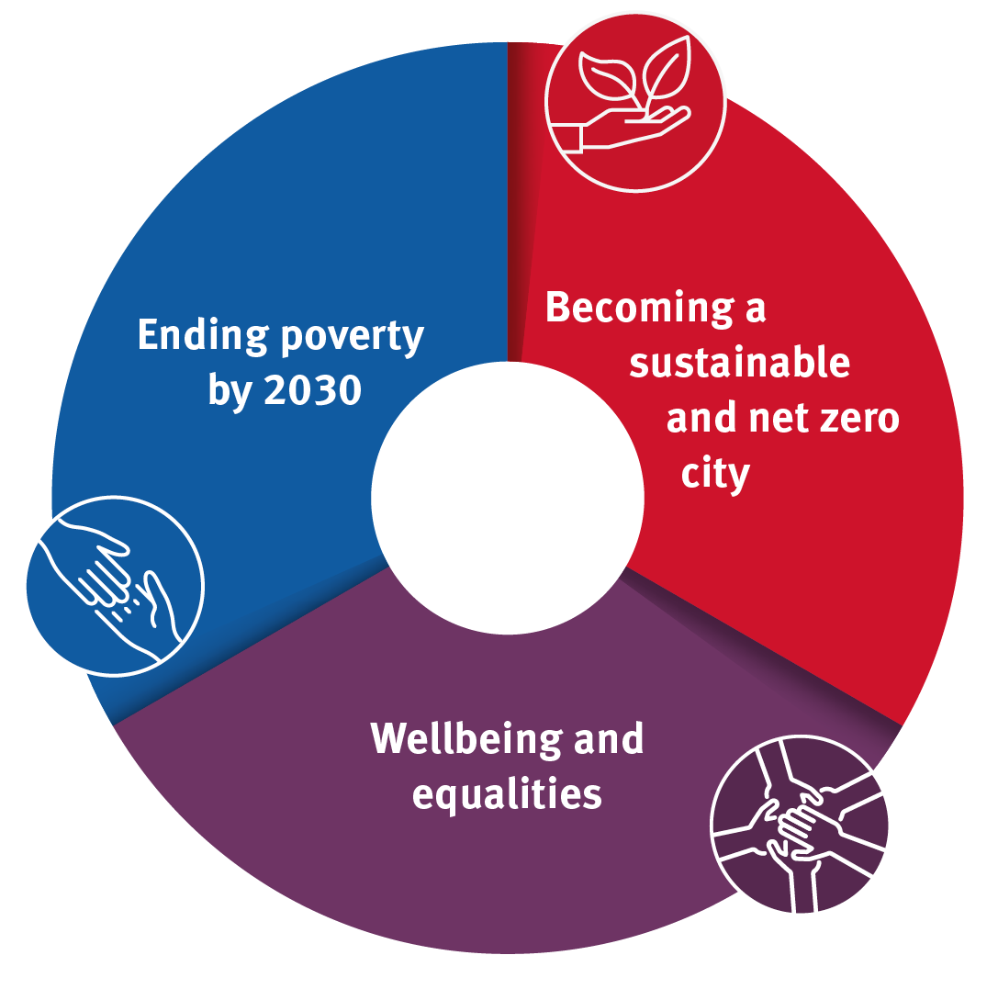 Ending poverty
by 2030
Becoming a
sustainable
and net zero
city
Wellbeing and
equalities